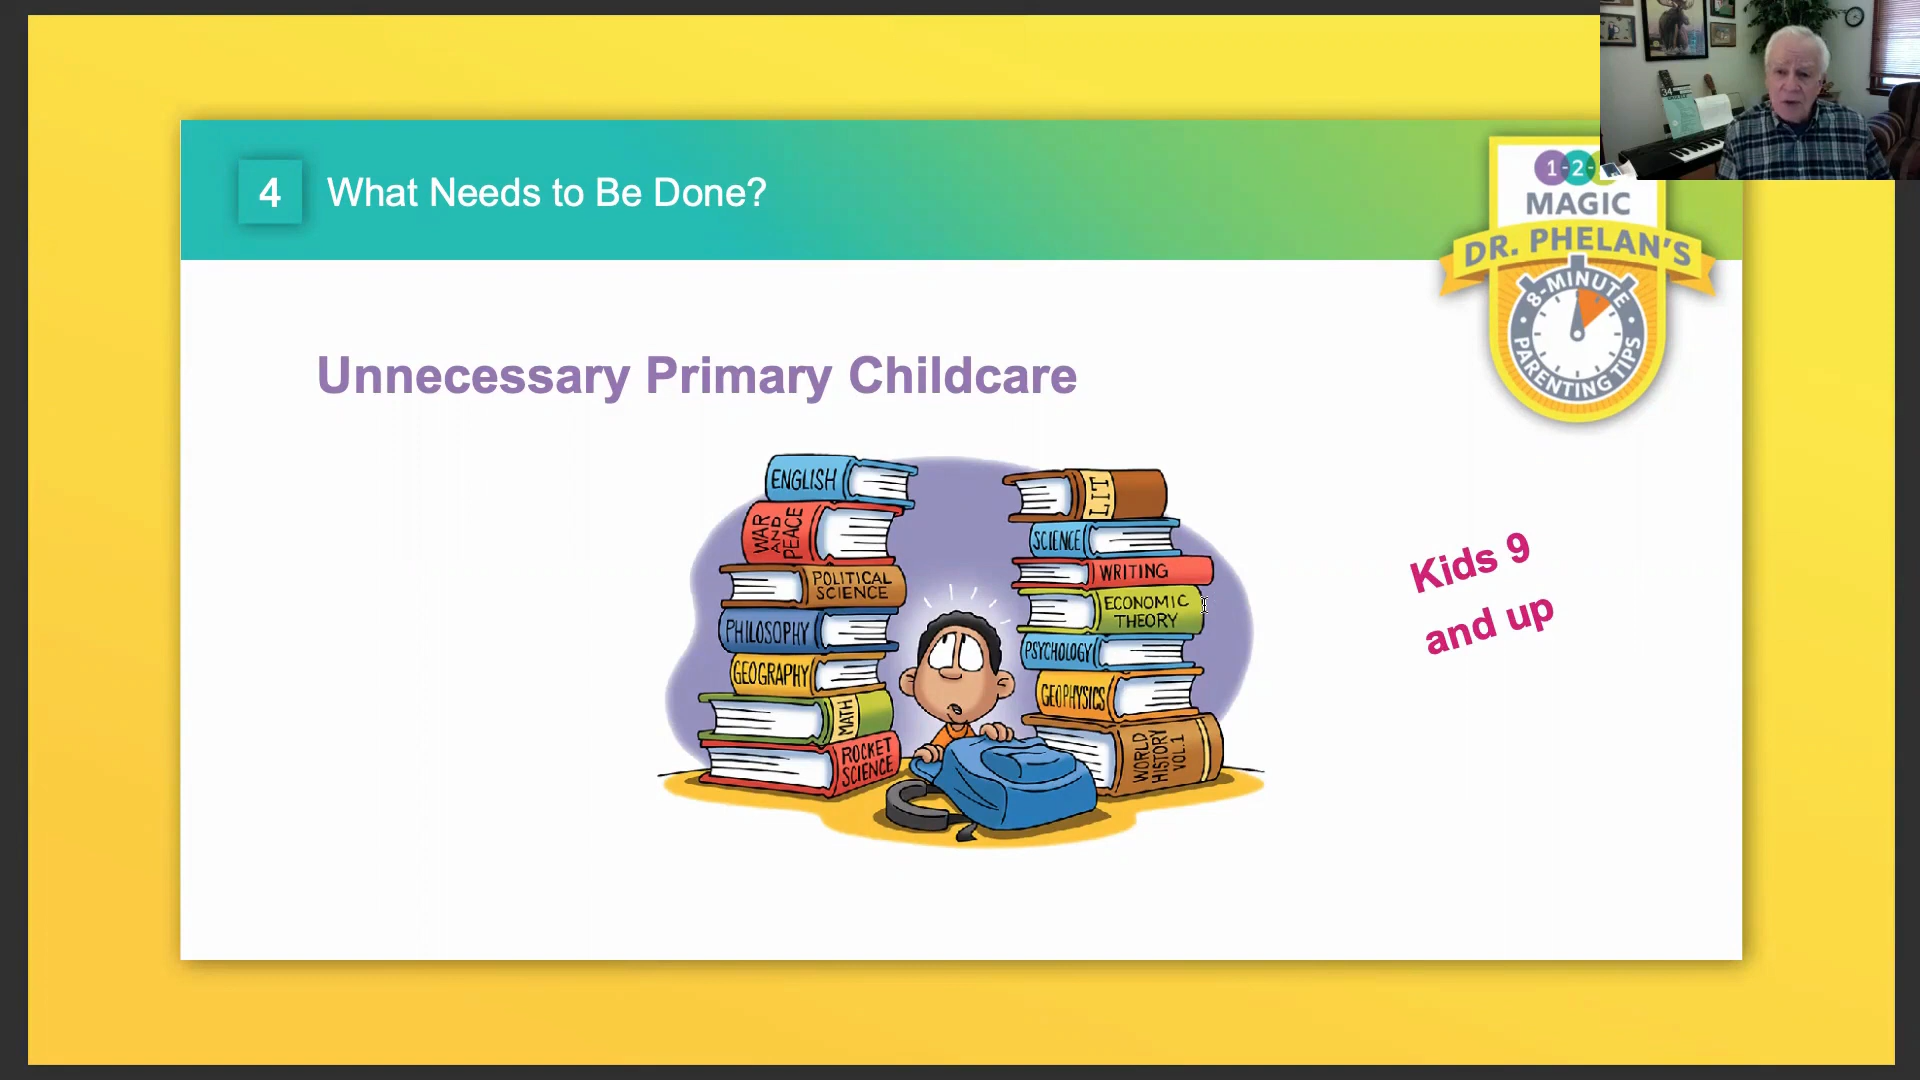 4 What Needs to Be Done?
1-2-
MAGIC
DR. PHELAN'S
8-MINUTE
PARENTING TIPS
Unnecessary Primary Childcare
ENGLISH
WAR
AND
PEACE
POLITICAL
SCIENCE
PHILOSOPHY
GEOGRAPHY
MATH
ROCKET
SCIENCE
LIT
SCIENCE
WRITING
ECONOMIC
THEORY
PSYCHOLOGY
GEOPHYSICS
WORLD
HISTORY
VOL.1
Kids 9
and up